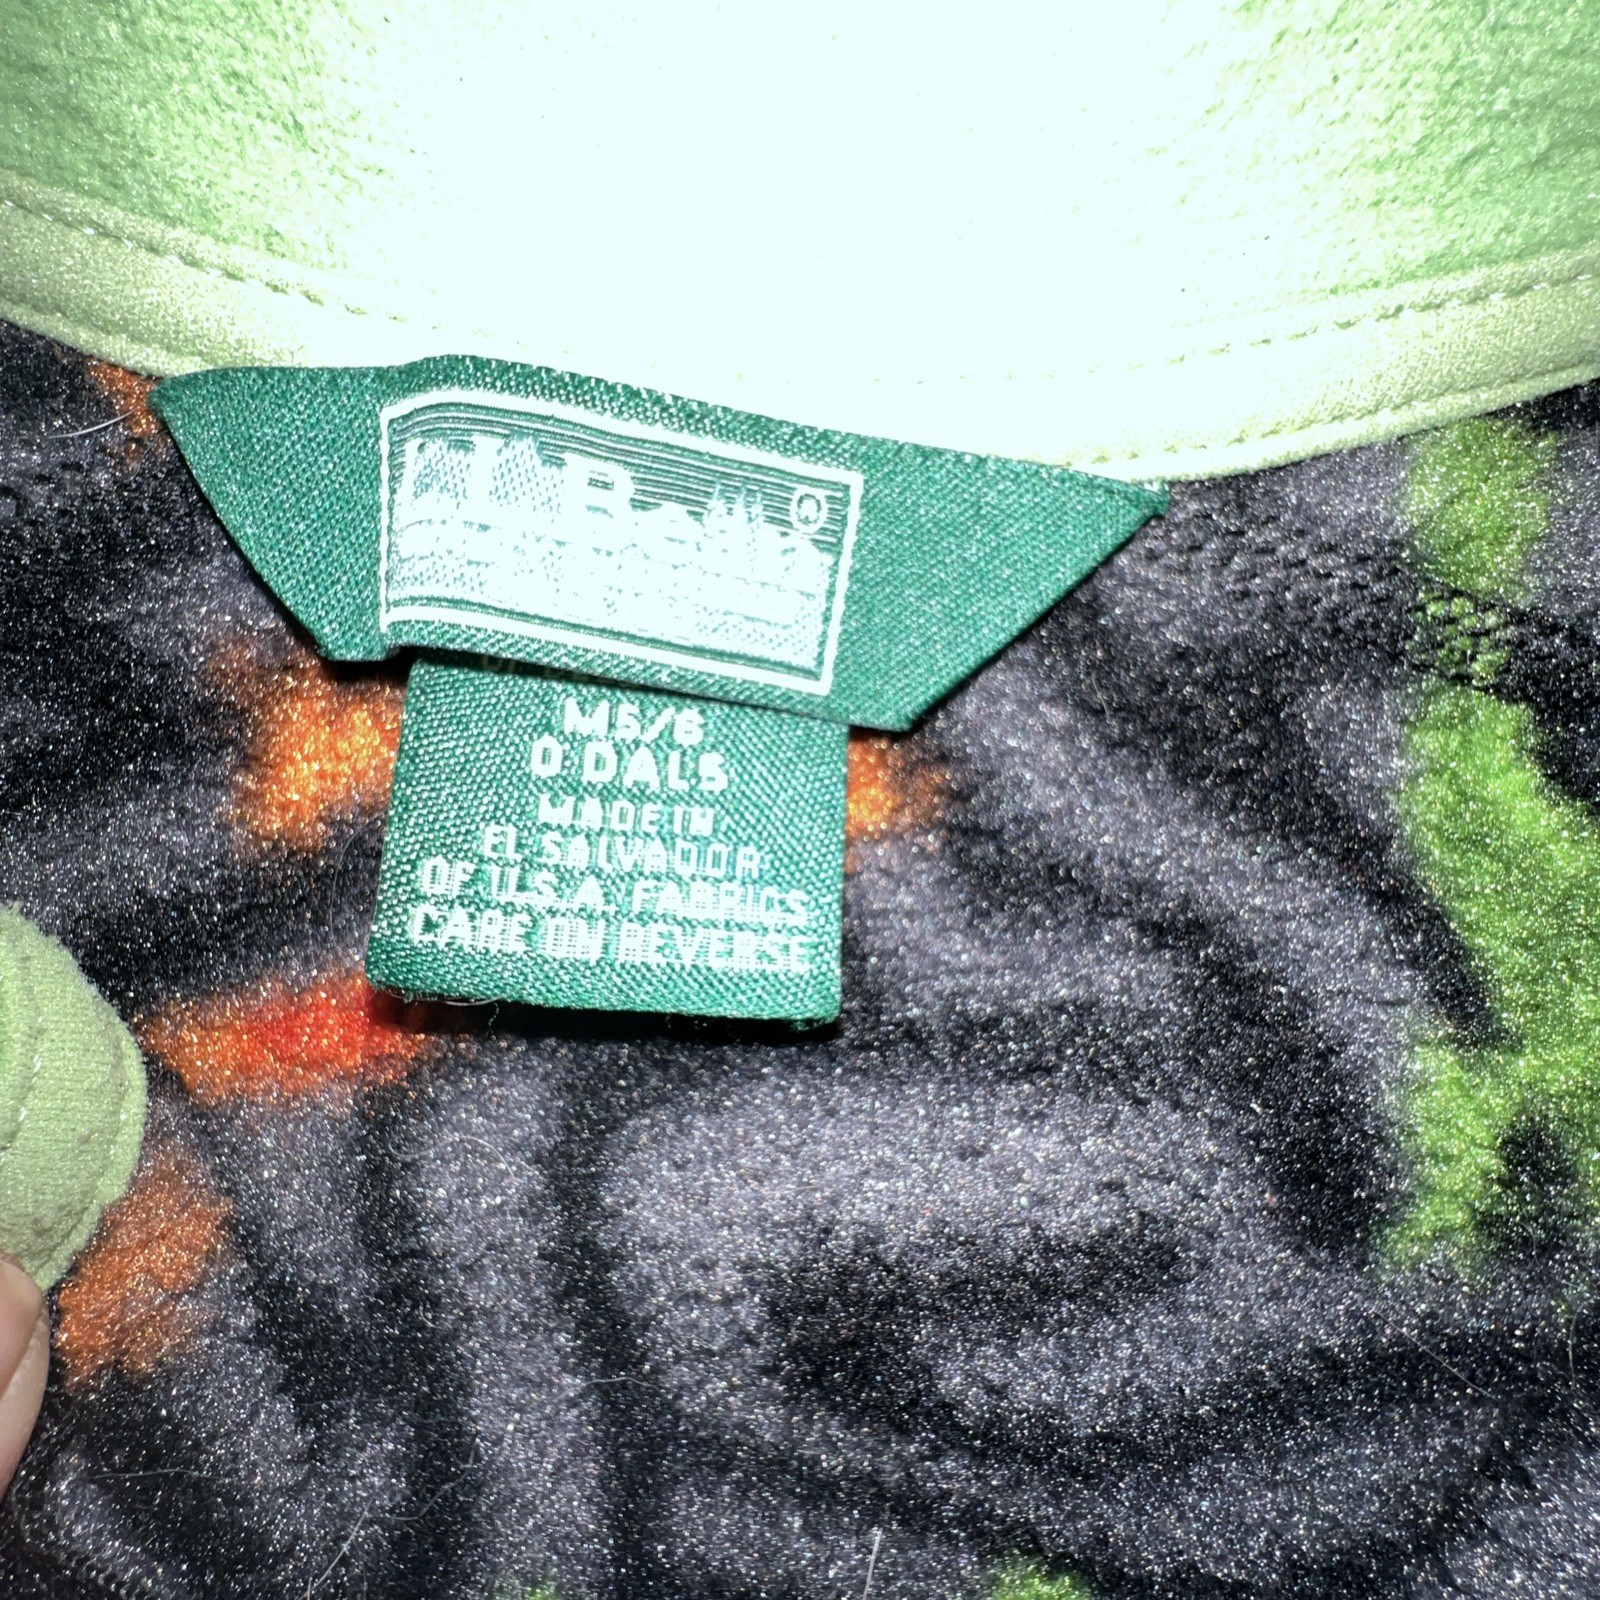 L.L.Bean ®
M5/6
0 DALS
MADE IN
EL SALVADOR
OF U.S.A. FABRICS
CARE ON REVERSE